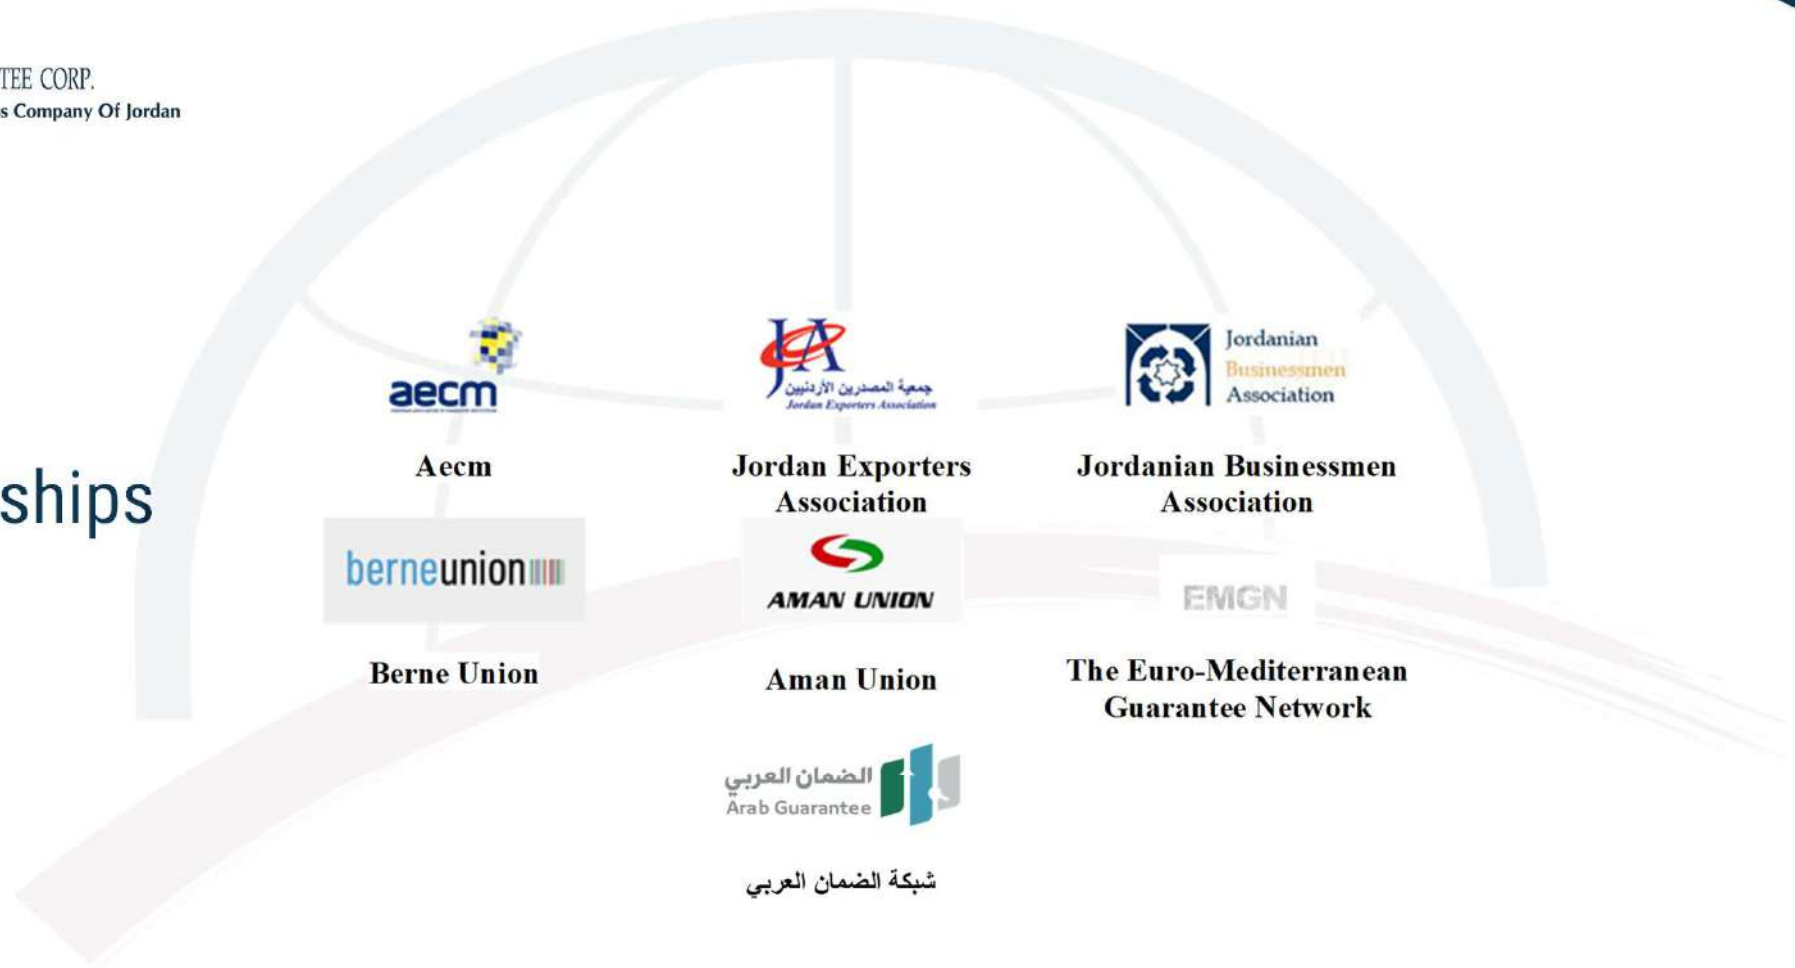 TEE CORP.
s Company Of Jordan
ships
aecm
جمعية المصدرين الأردنيين
Jordan Exporters Association
Jordanian
Businessmen
Association
Aecm
Jordan Exporters
Association
Jordanian Businessmen
Association
berneunion
AMAN UNION
EMGN
Berne Union
Aman Union
The Euro-Mediterranean
Guarantee Network
الضمان العربي
Arab Guarantee
شبكة الضمان العربي